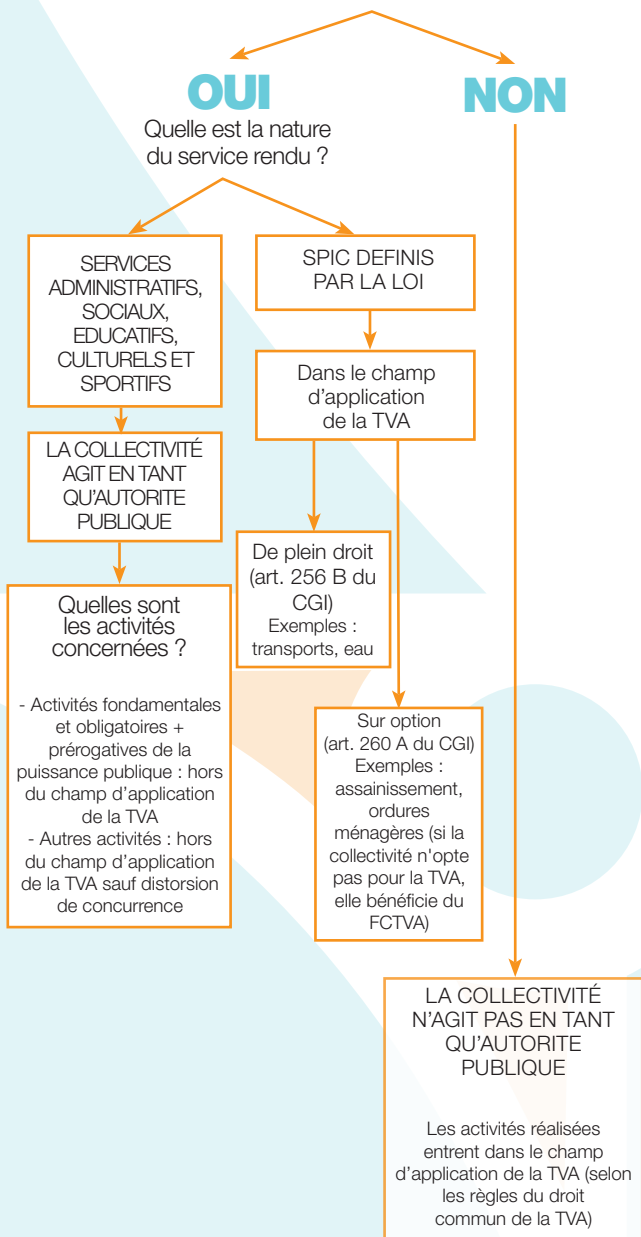 OUI
NON
Quelle est la nature
du service rendu ?
SERVICES
ADMINISTRATIFS,
SOCIAUX,
EDUCATIFS,
CULTURELS ET
SPORTIFS
SPIC DEFINIS
PAR LA LOI
Dans le champ
d’application
de la TVA
LA COLLECTIVITÉ
AGIT EN TANT
QU’AUTORITE
PUBLIQUE
De plein droit
(art. 256 B du
CGI)
Exemples :
transports, eau
Quelles sont
les activités
concernées ?
- Activités fondamentales
et obligatoires +
prérogatives de la
puissance publique : hors
du champ d’application
de la TVA
- Autres activités : hors
du champ d’application
de la TVA sauf distorsion
de concurrence
Sur option
(art. 260 A du CGI)
Exemples :
assainissement,
ordures
ménagères (si la
collectivité n'opte
pas pour la TVA,
elle bénéficie du
FCTVA)
LA COLLECTIVITÉ
N’AGIT PAS EN TANT
QU’AUTORITE
PUBLIQUE
Les activités réalisées
entrent dans le champ
d’application de la TVA (selon
les règles du droit
commun de la TVA)